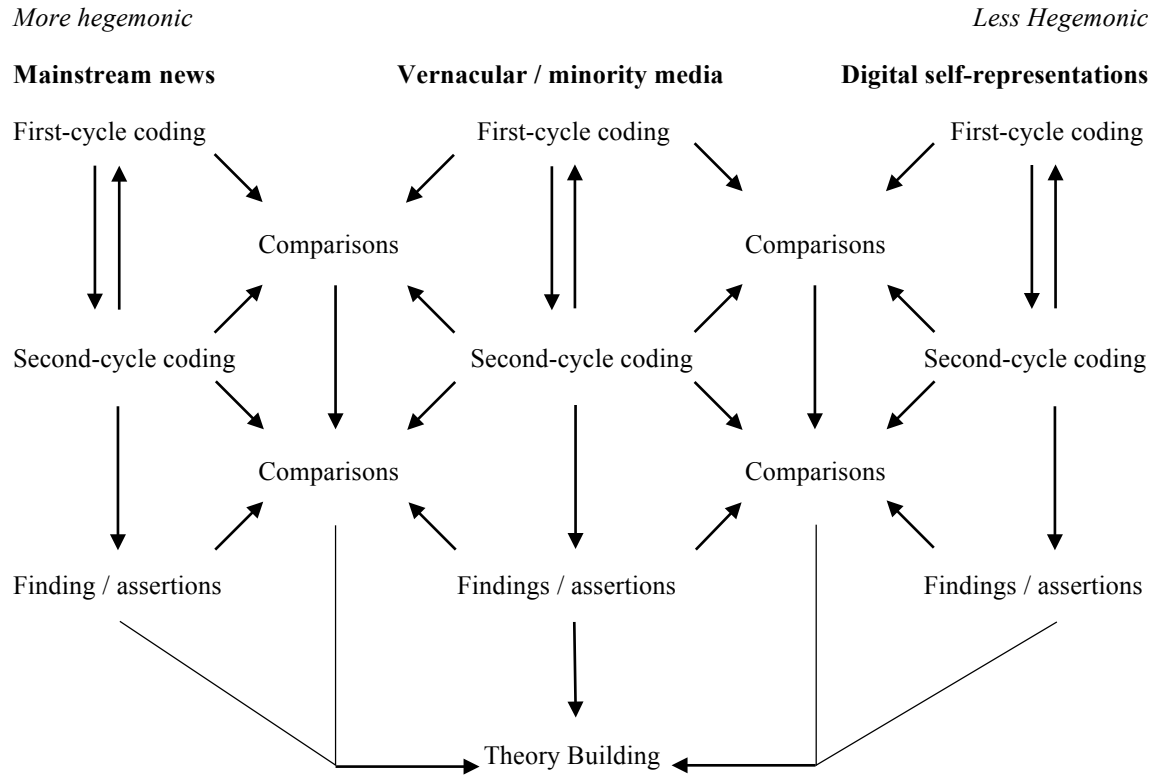 More hegemonic Less Hegemonic
Mainstream news Vernacular / minority media Digital self-representations
First-cycle coding First-cycle coding First-cycle coding
Comparisons Comparisons
Second-cycle coding Second-cycle coding Second-cycle coding
Comparisons Comparisons
Finding / assertions Findings / assertions Findings / assertions
Theory Building